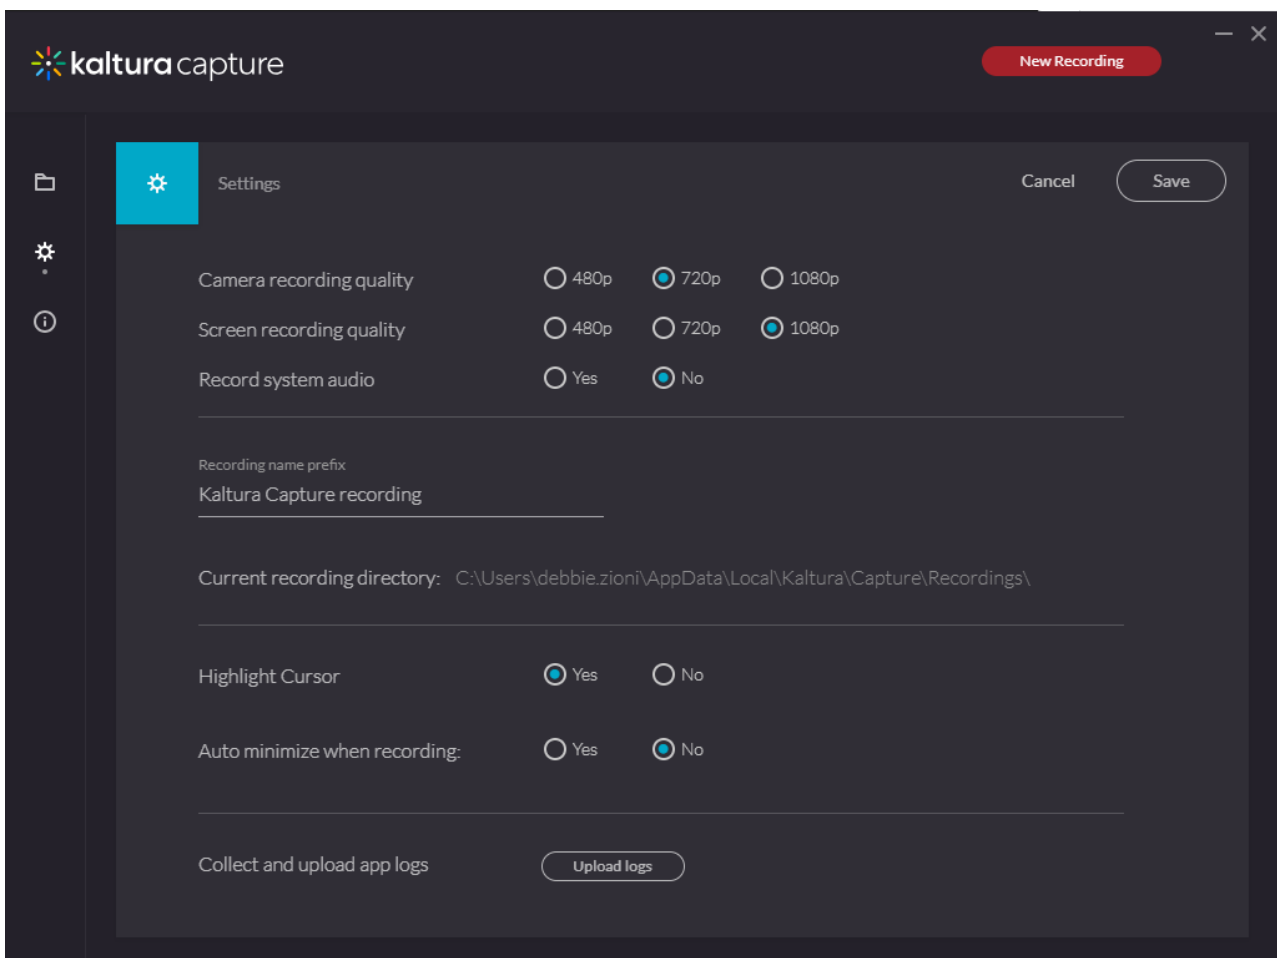 kaltura capture
New Recording
Settings
Cancel
Save
Camera recording quality 480p 720p 1080p
Screen recording quality 480p 720p 1080p
Record system audio Yes No
Recording name prefix
Kaltura Capture recording
Current recording directory: C:\Users\debbie.zioni\AppData\Local\Kaltura\Capture\Recordings\
Highlight Cursor Yes No
Auto minimize when recording: Yes No
Collect and upload app logs Upload logs